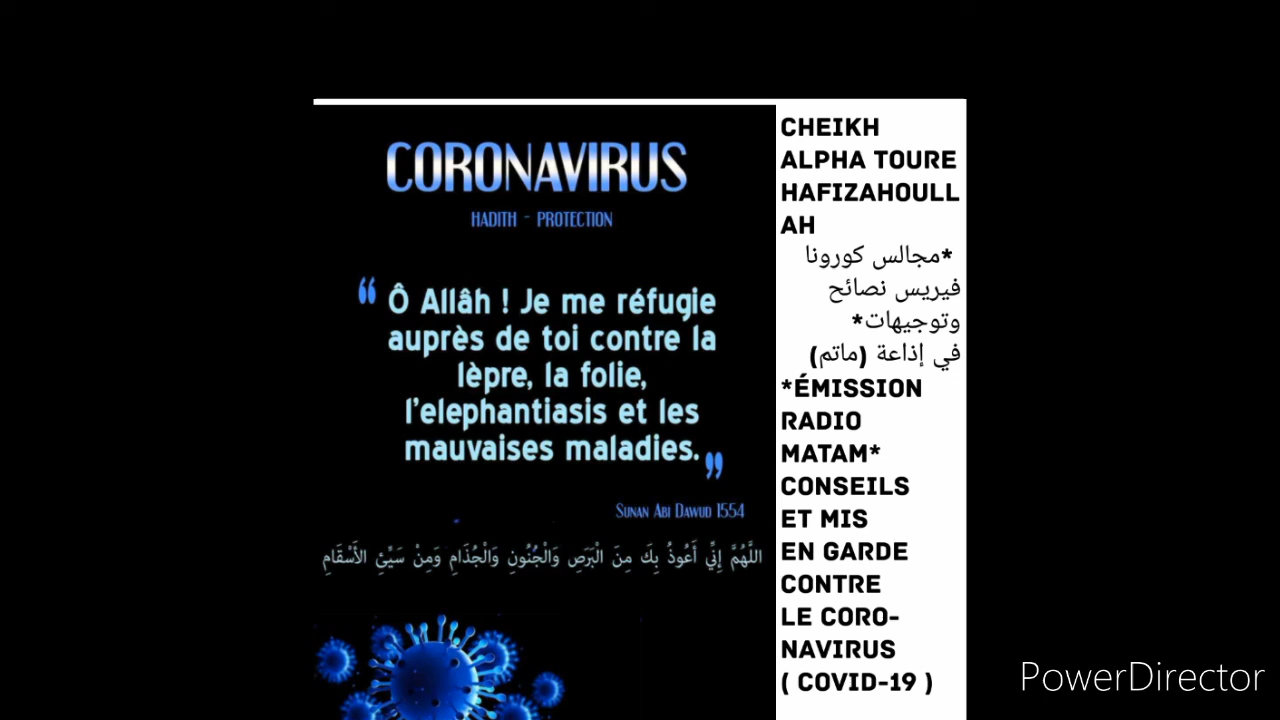 CORONAVIRUS
HADITH - PROTECTION
“ Ô Allâh ! Je me réfugie
auprès de toi contre la
lèpre, la folie,
l'elephantiasis et les
mauvaises maladies. ”
SUNAN ABI DAWUD 1554
اللَّهُمَّ إِنِّي أَعُوذُ بِكَ مِنَ الْبَرَصِ وَالْجُنُونِ وَالْجُذَامِ وَمِنْ سَيِّئِ الأَسْقَامِ
CHEIKH
ALPHA TOURE
HAFIZAHOULL
AH
*مجالس كورونا
فيريس نصائح
وتوجيهات*
في إذاعة (ماتم)
*ÉMISSION
RADIO
MATAM*
CONSEILS
ET MIS
EN GARDE
CONTRE
LE CORO-
NAVIRUS
( COVID-19 )
PowerDirector